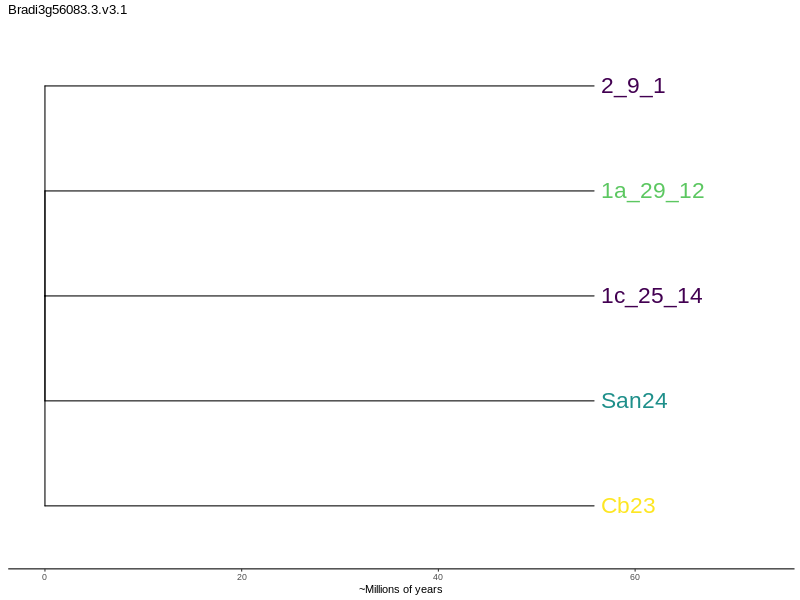 Bradi3g56083.3.v3.1
2_9_1
1a_29_12
1c_25_14
San24
Cb23
0 20 40 60
~Millions of years